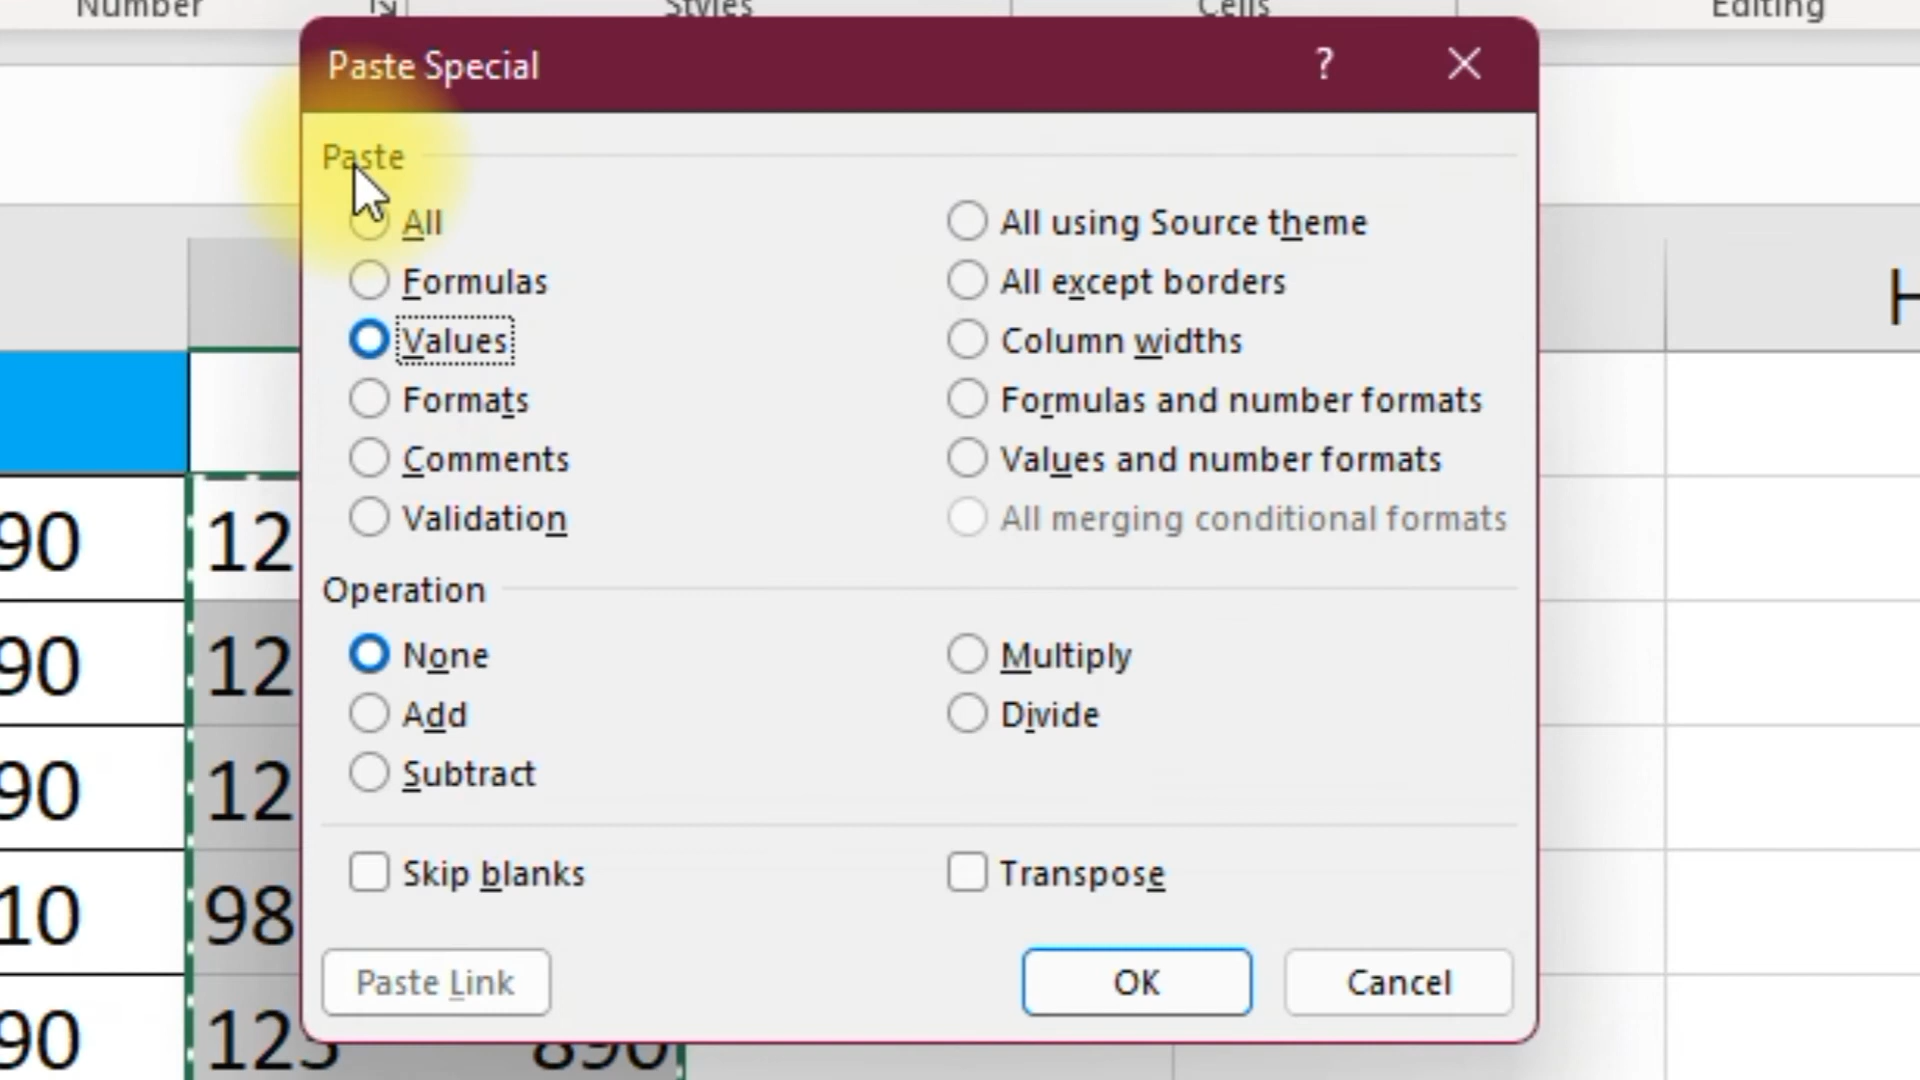 Number Styles Cells Editing
Paste Special ?
Paste
All
All using Source theme
Formulas
All except borders
Values
Column widths
Formats
Formulas and number formats
Comments
Values and number formats
Validation
All merging conditional formats
Operation
None
Multiply
Add
Divide
Subtract
Skip blanks
Transpose
Paste Link
OK
Cancel
H
90 12
90 12
90 12
10 98
90 123 890